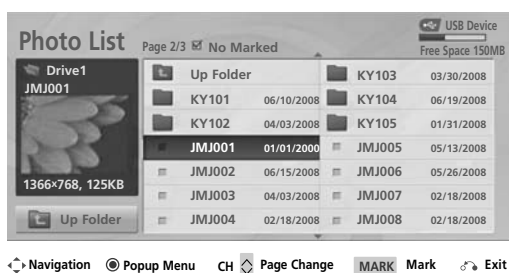 Photo List
Page 2/3 No Marked
USB Device
Free Space 150MB
Drive1
JMJ001
1366×768, 125KB
Up Folder
Up Folder
KY101 06/10/2008
KY102 04/03/2008
JMJ001 01/01/2000
JMJ002 06/15/2008
JMJ003 04/03/2008
JMJ004 02/18/2008
KY103 03/30/2008
KY104 06/19/2008
KY105 01/31/2008
JMJ005 05/13/2008
JMJ006 05/26/2008
JMJ007 02/18/2008
JMJ008 02/18/2008
Navigation Popup Menu CH Page Change MARK Mark Exit